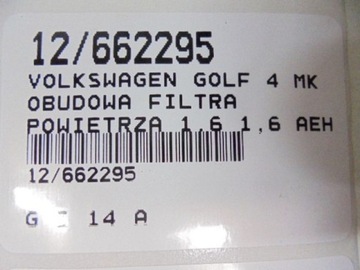 12/662295
VOLKSWAGEN GOLF 4 MK
OBUDOWA FILTRA
POWIETRZA 1,6 1,6 AEH
12/662295
G I 14 A